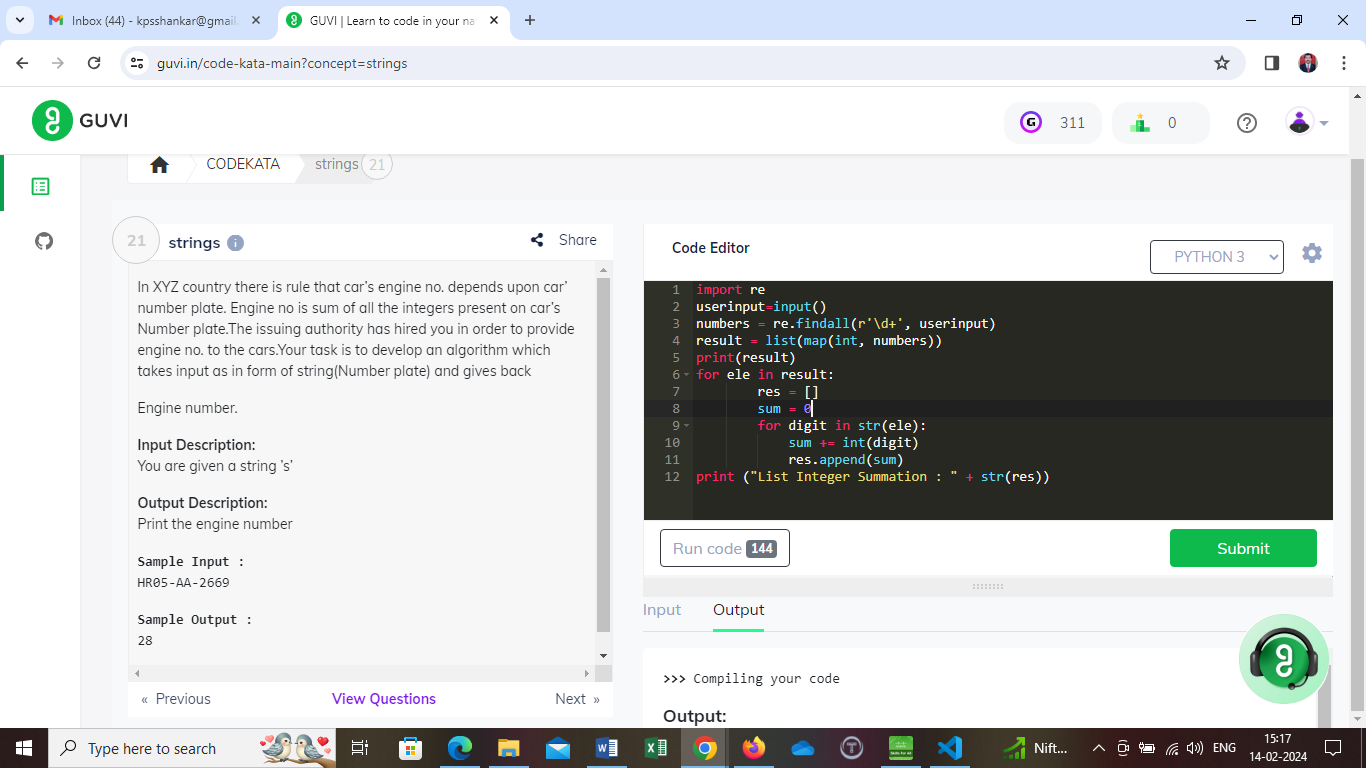 Inbox (44) - kpsshankar@gmail.
GUVI | Learn to code in your na
guvi.in/code-kata-main?concept=strings
GUVI
311
0
CODEKATA
strings
21
21
strings
Share
In XYZ country there is rule that car's engine no. depends upon car'
number plate. Engine no is sum of all the integers present on car's
Number plate.The issuing authority has hired you in order to provide
engine no. to the cars.Your task is to develop an algorithm which
takes input as in form of string(Number plate) and gives back
Engine number.
Input Description:
You are given a string 's'
Output Description:
Print the engine number
Sample Input :
HR05-AA-2669
Sample Output :
28
« Previous
View Questions
Next »
Code Editor
PYTHON 3
1 import re
2 userinput=input()
3 numbers = re.findall(r'\d+', userinput)
4 result = list(map(int, numbers))
5 print(result)
6 for ele in result:
7 res = []
8 sum = 0
9 for digit in str(ele):
10 sum += int(digit)
11 res.append(sum)
12 print ("List Integer Summation : " + str(res))
Run code 144
Submit
Input
Output
>>> Compiling your code
Output:
Type here to search
Nift...
ENG
15:17
14-02-2024